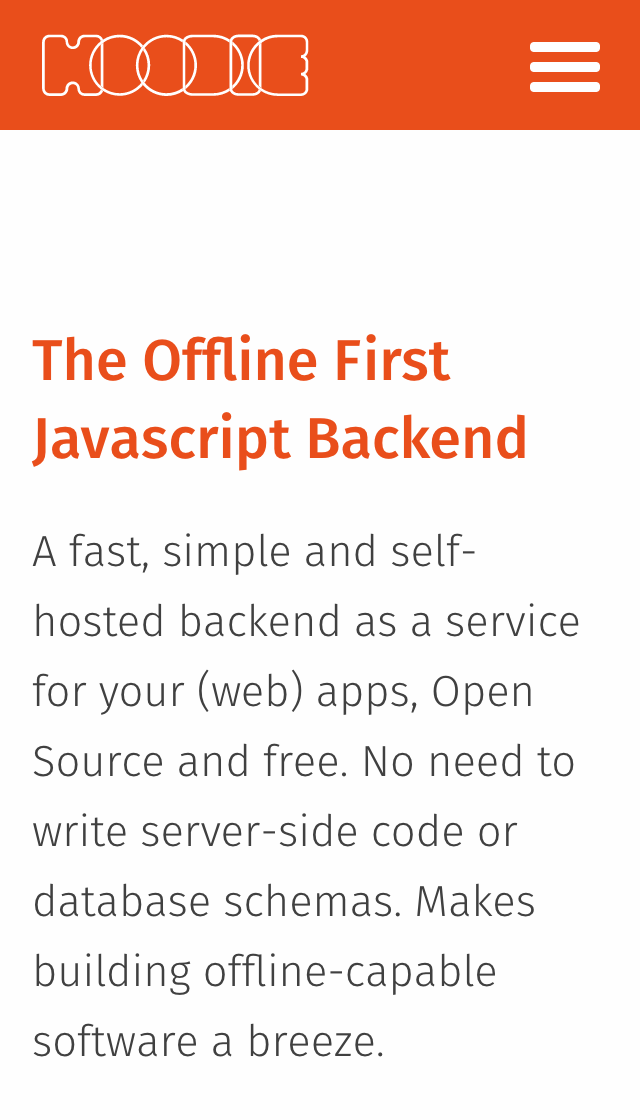 HOODIE
The Offline First
Javascript Backend
A fast, simple and self-
hosted backend as a service
for your (web) apps, Open
Source and free. No need to
write server-side code or
database schemas. Makes
building offline-capable
software a breeze.